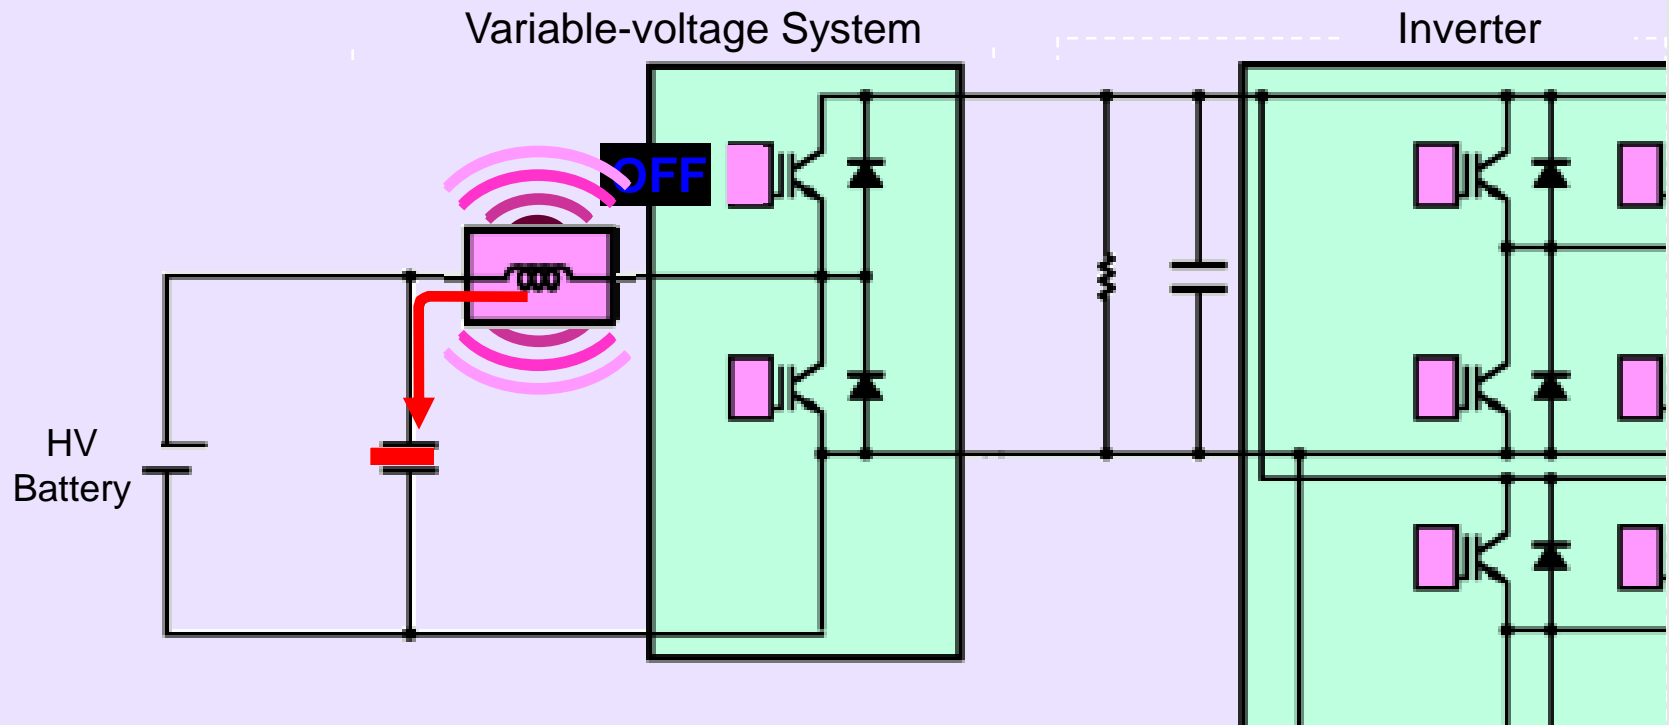 Variable-voltage System
Inverter
OFF
HV
Battery